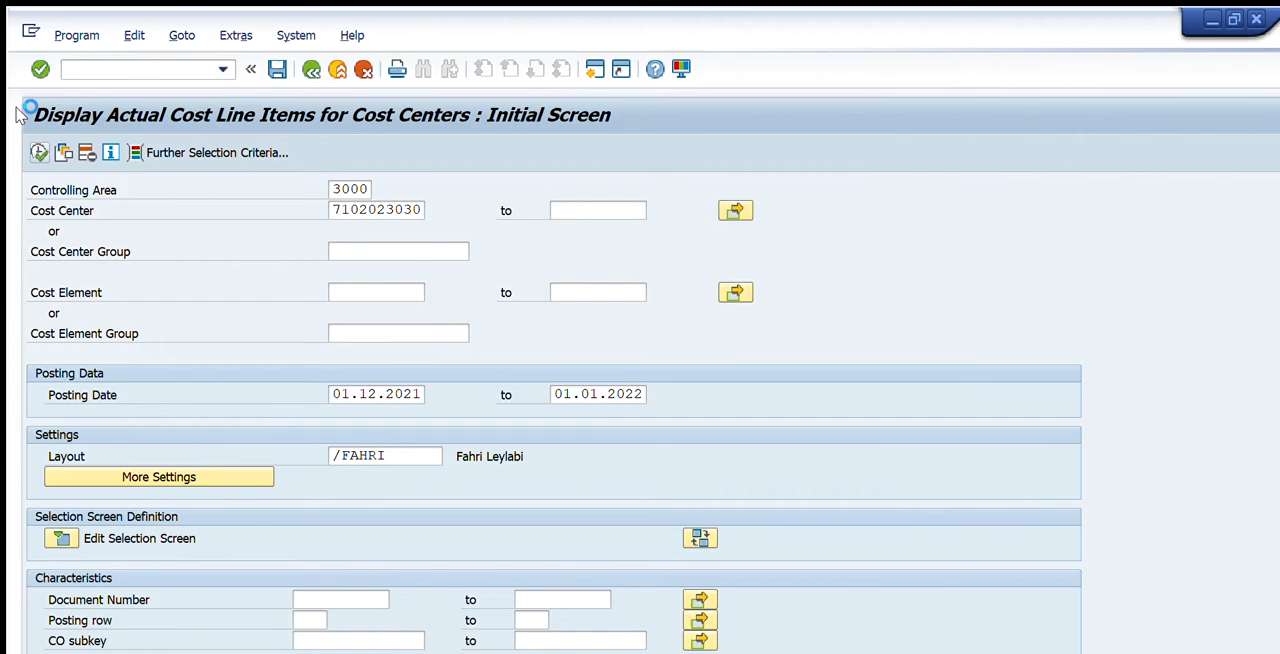 Program Edit Goto Extras System Help
Display Actual Cost Line Items for Cost Centers : Initial Screen
Further Selection Criteria...
Controlling Area 3000
Cost Center 7102023030 to
or
Cost Center Group
Cost Element to
or
Cost Element Group
Posting Data
Posting Date 01.12.2021 to 01.01.2022
Settings
Layout /FAHRI Fahri Leylabi
More Settings
Selection Screen Definition
Edit Selection Screen
Characteristics
Document Number to
Posting row to
CO subkey to